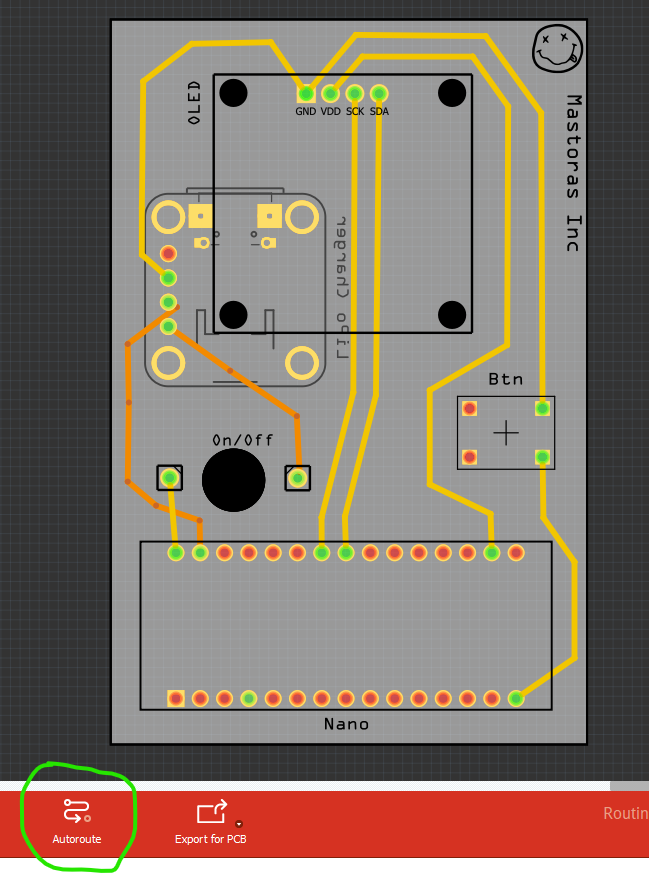 OLED
GND VDD SCK SDA
Mastoras Inc
Lipo Charger
Btn
On/Off
Nano
Autoroute
Export for PCB
Routin